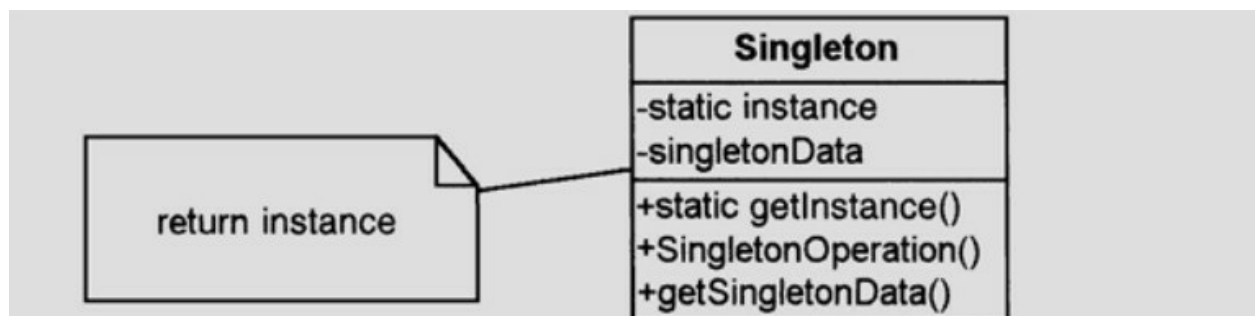 Singleton
-static instance
-singletonData
return instance
+static getInstance()
+SingletonOperation()
+getSingletonData()